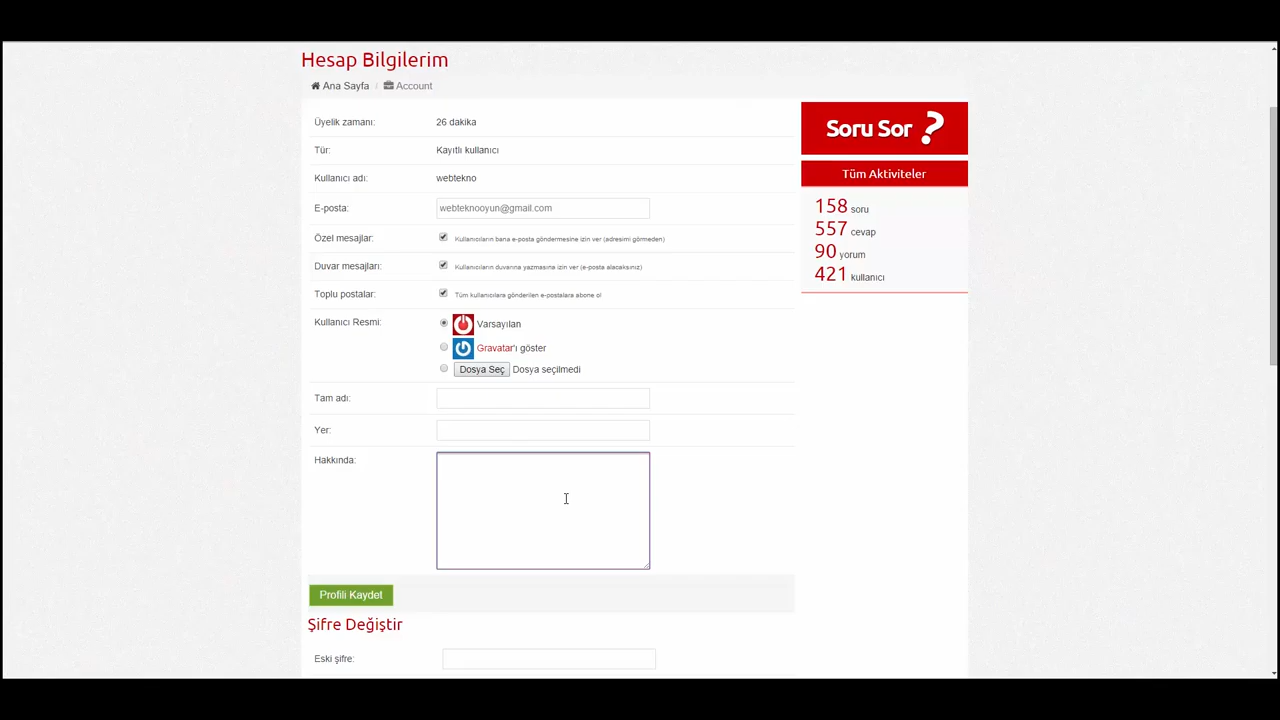 Hesap Bilgilerim
Ana Sayfa / Account
Üyelik zamanı: 26 dakika
Tür: Kayıtlı kullanıcı
Kullanıcı adı: webtekno
E-posta: webteknooyun@gmail.com
Özel mesajlar: Kullanıcıların bana e-posta göndermesine izin ver (adresimi görmeden)
Duvar mesajları: Kullanıcıların duvarına yazmasına izin ver (e-posta alacaksınız)
Toplu postalar: Tüm kullanıcılara gönderilen e-postalara abone ol
Kullanıcı Resmi: Varsayılan
Gravatar'ı göster
Dosya Seç Dosya seçilmedi
Tam adı:
Yer:
Hakkında:
Profili Kaydet
Şifre Değiştir
Eski şifre:
Soru Sor ?
Tüm Aktiviteler
158 soru
557 cevap
90 yorum
421 kullanıcı